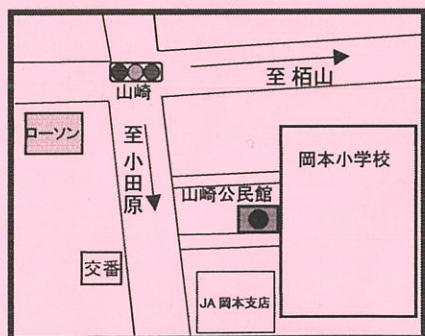 至 栢山
山崎
ローソン
至 小田原
岡本小学校
山崎公民館
交番
JA 岡本支店